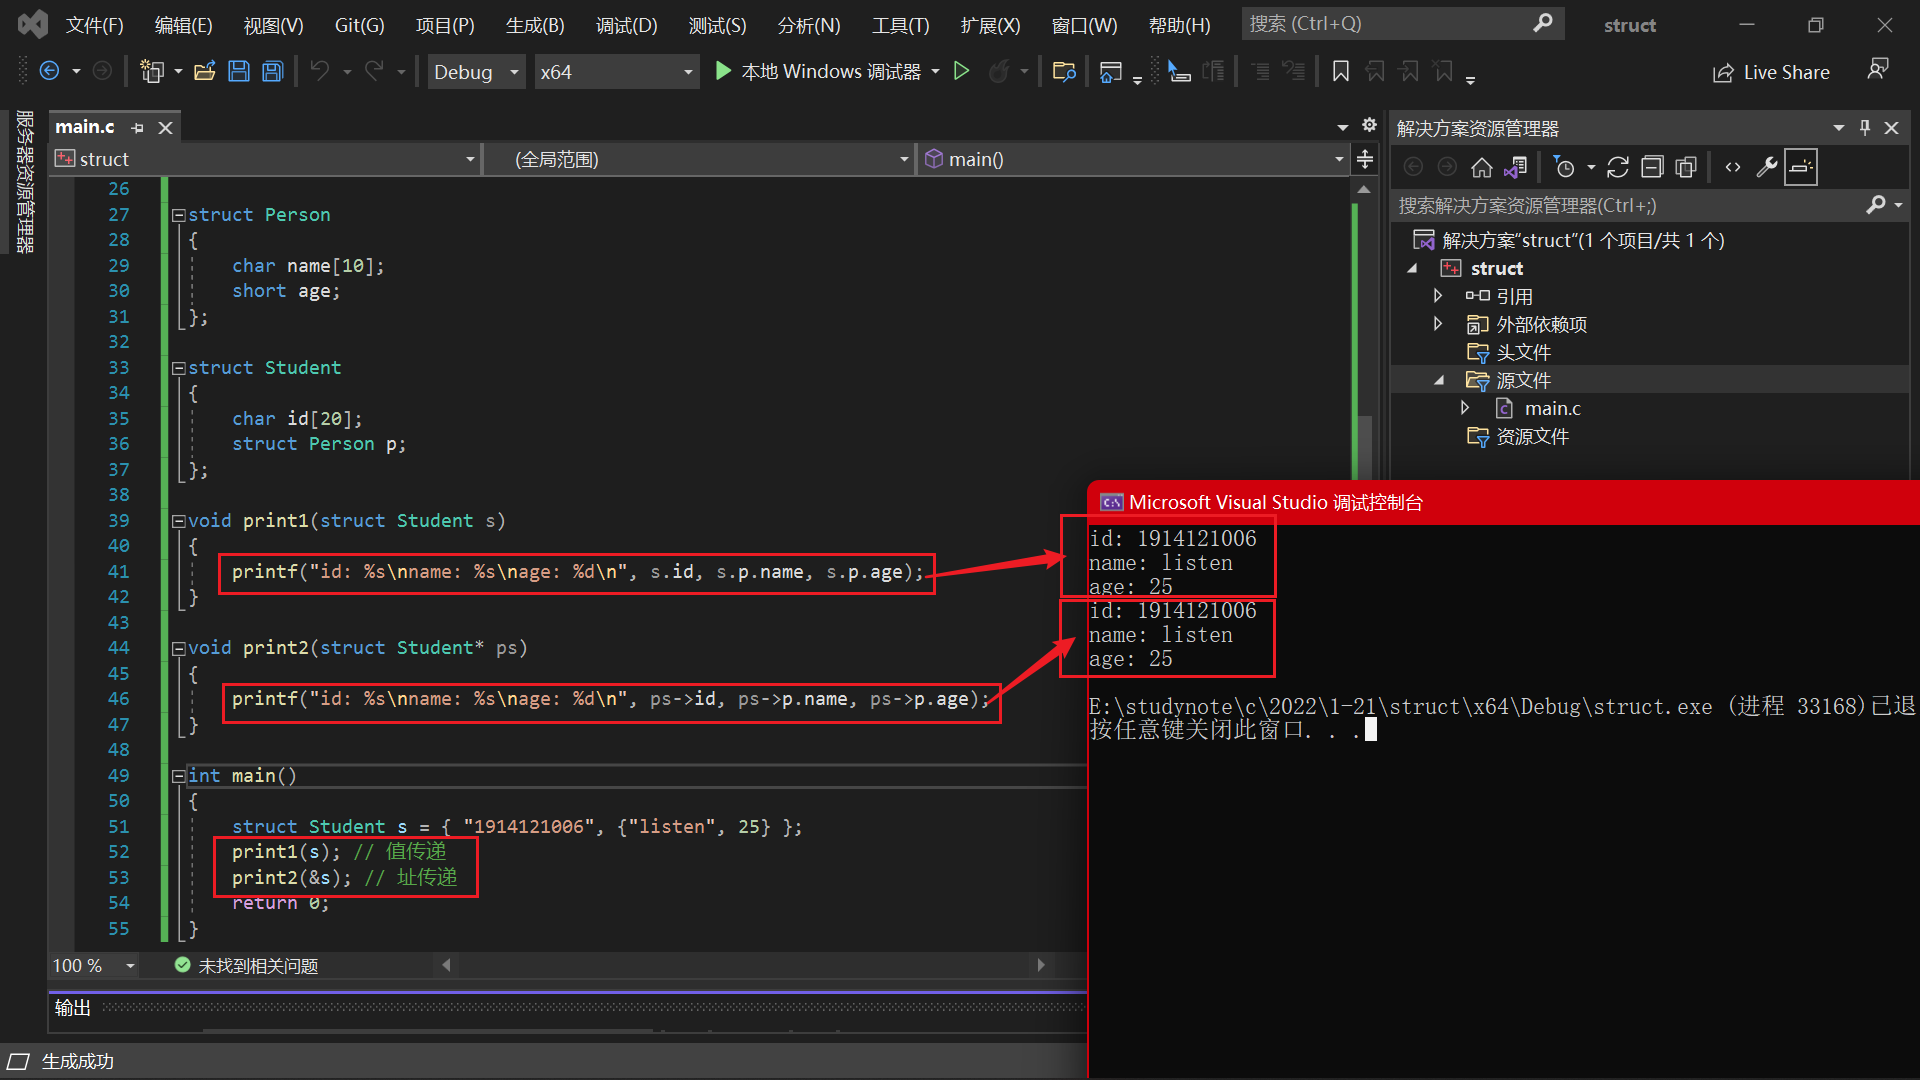 文件(F) 编辑(E) 视图(V) Git(G) 项目(P) 生成(B) 调试(D) 测试(S) 分析(N) 工具(T) 扩展(X) 窗口(W) 帮助(H) 搜索 (Ctrl+Q) struct
Debug x64 本地 Windows 调试器 Live Share
服务器资源管理器
main.c
struct (全局范围) main()
26
27 struct Person
28 {
29 char name[10];
30 short age;
31 };
32
33 struct Student
34 {
35 char id[20];
36 struct Person p;
37 };
38
39 void print1(struct Student s)
40 {
41 printf("id: %s\nname: %s\nage: %d\n", s.id, s.p.name, s.p.age);
42 }
43
44 void print2(struct Student* ps)
45 {
46 printf("id: %s\nname: %s\nage: %d\n", ps->id, ps->p.name, ps->p.age);
47 }
48
49 int main()
50 {
51 struct Student s = { "1914121006", {"listen", 25} };
52 print1(s); // 值传递
53 print2(&s); // 址传递
54 return 0;
55 }
100 % 未找到相关问题
输出
生成成功
解决方案资源管理器
搜索解决方案资源管理器(Ctrl+;)
解决方案“struct”(1 个项目/共 1 个)
struct
引用
外部依赖项
头文件
源文件
main.c
资源文件
Microsoft Visual Studio 调试控制台
id: 1914121006
name: listen
age: 25
id: 1914121006
name: listen
age: 25
E:\studynote\c\2022\1-21\struct\x64\Debug\struct.exe (进程 33168)已退
按任意键关闭此窗口. . .